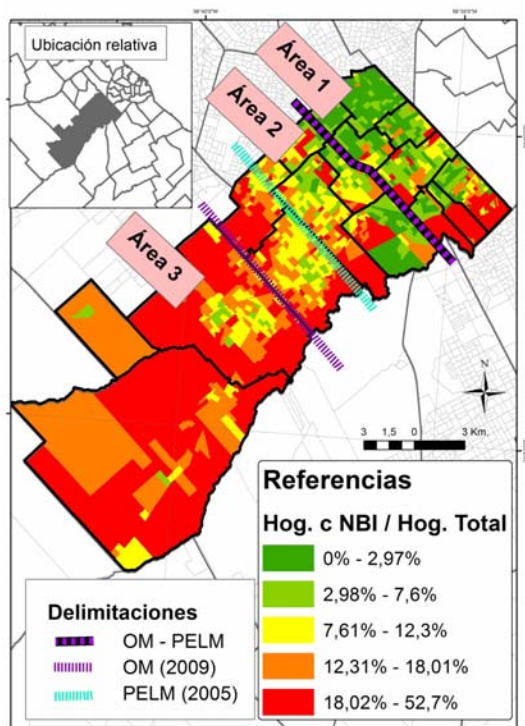 Ubicación relativa
Área 1
Área 2
Área 3
N
3 1,5 0 3 Km.
Referencias
Hog. c NBI / Hog. Total
0% - 2,97%
2,98% - 7,6%
7,61% - 12,3%
12,31% - 18,01%
18,02% - 52,7%
Delimitaciones
OM - PELM
OM (2009)
PELM (2005)